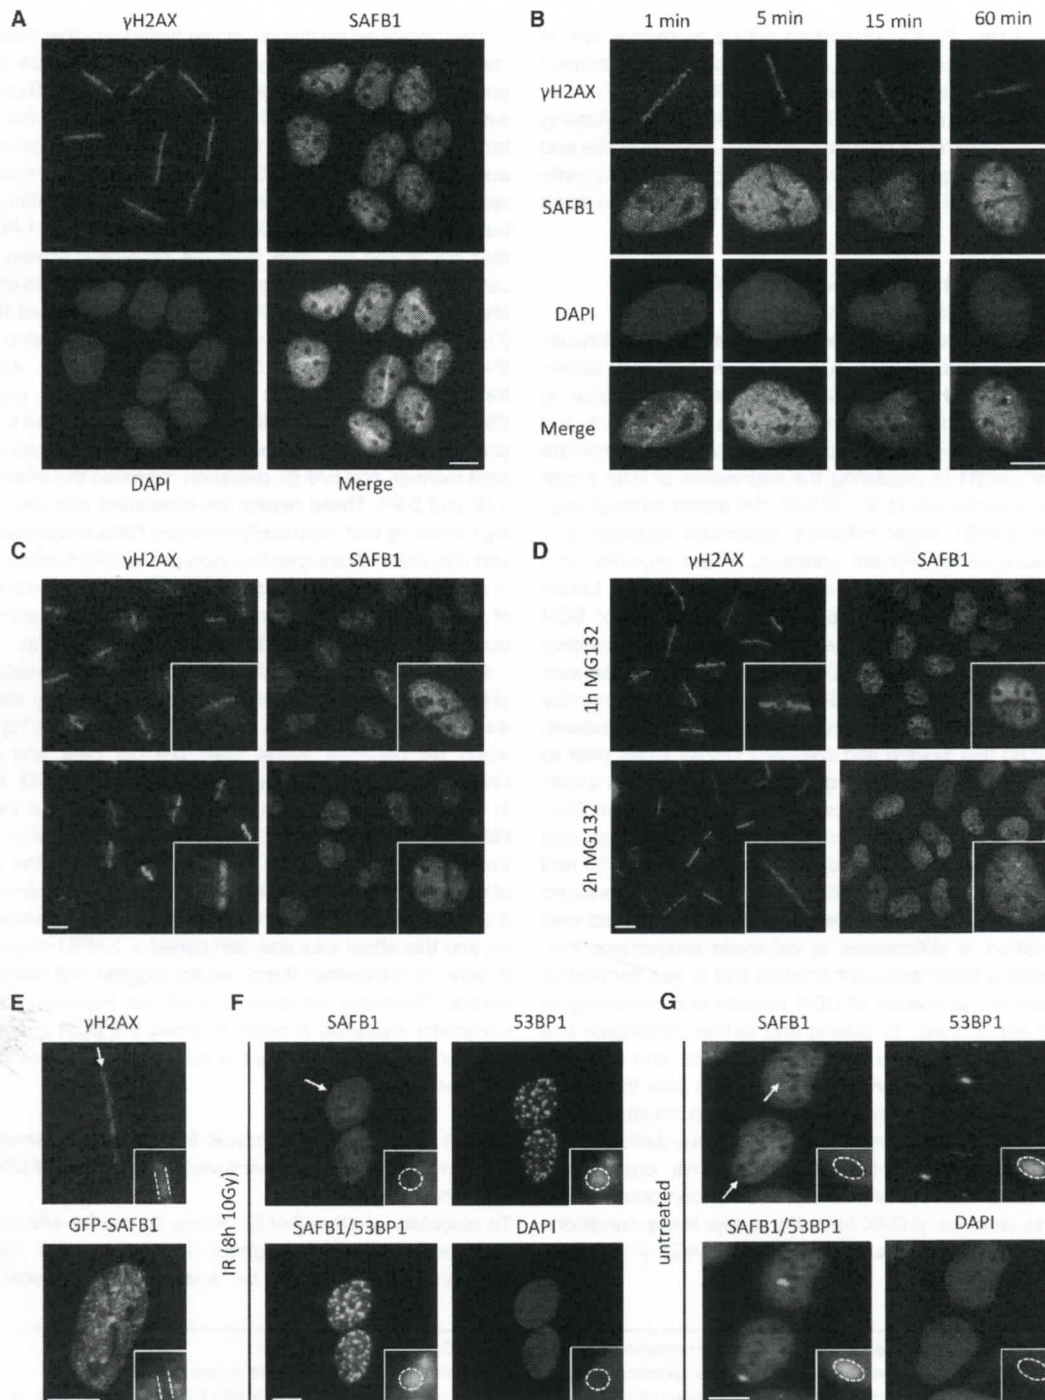 A
γH2AX
SAFB1
DAPI
Merge
B
1 min
5 min
15 min
60 min
γH2AX
SAFB1
DAPI
Merge
C
γH2AX
SAFB1
D
γH2AX
SAFB1
1h MG132
2h MG132
E
γH2AX
GFP-SAFB1
F
IR (8h 10Gy)
SAFB1
53BP1
SAFB1/53BP1
DAPI
G
untreated
SAFB1
53BP1
SAFB1/53BP1
DAPI